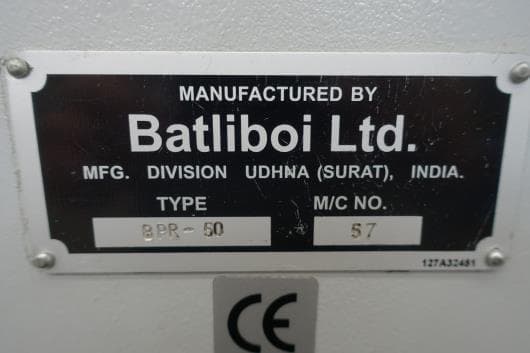 MANUFACTURED BY
Batliboi Ltd.
MFG. DIVISION UDHNA (SURAT), INDIA.
TYPE M/C NO.
BPR-50 57
127A32481
CE